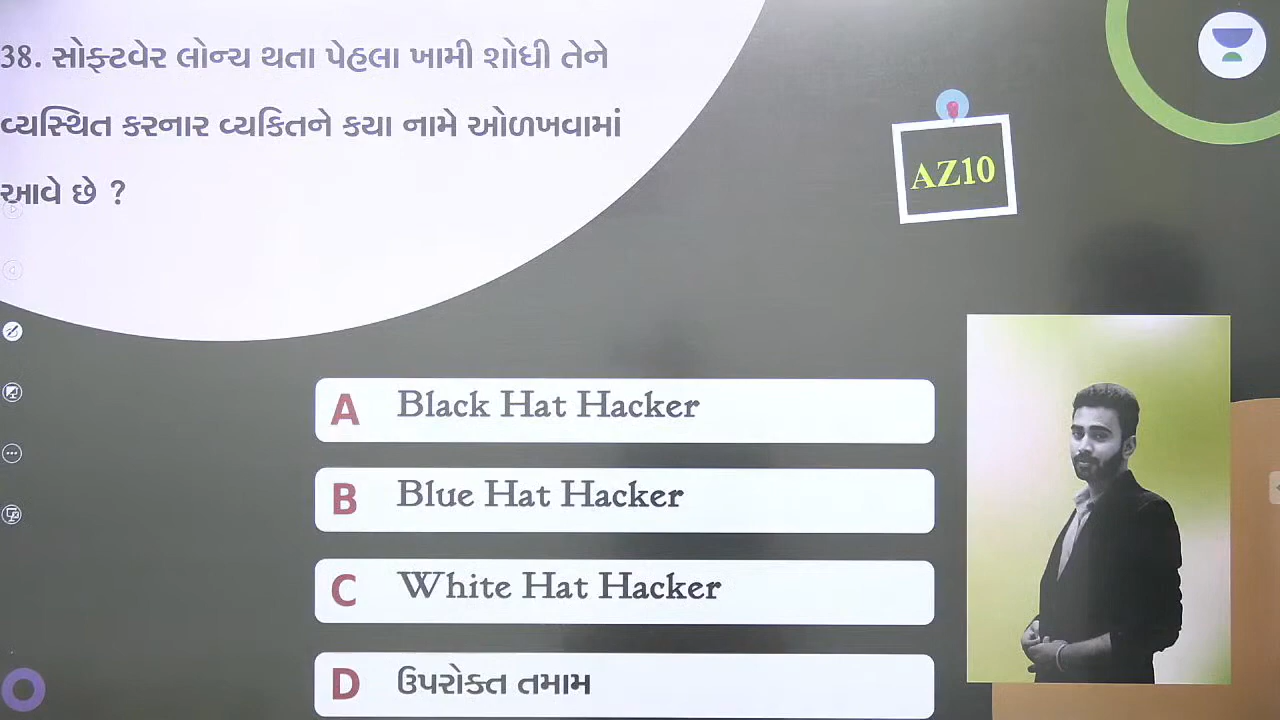 38. સોફ્ટવેર લોન્ચ થતા પેહલા ખામી શોધી તેને
વ્યસ્થિત કરનાર વ્યકિતને કયા નામે ઓળખવામાં
આવે છે ?
AZ10
A Black Hat Hacker
B Blue Hat Hacker
C White Hat Hacker
D ઉપરોક્ત તમામ